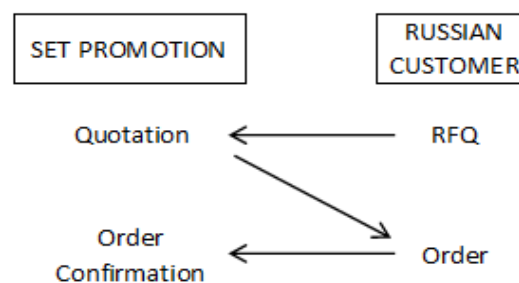 SET PROMOTION
RUSSIAN
CUSTOMER
Quotation
RFQ
Order
Confirmation
Order